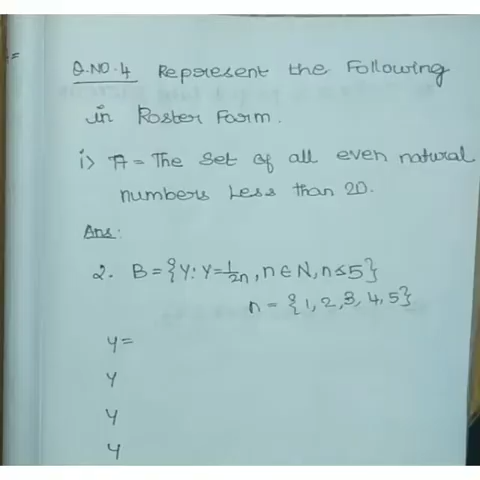 Q.NO.4 Represent the Following
in Roster Form.
i) A = The set of all even natural
numbers Less than 20.
Ans:
2. B = {Y: Y = 1/2n, n ∈ N, n ≤ 5}
n = {1, 2, 3, 4, 5}
y =
y
y
y